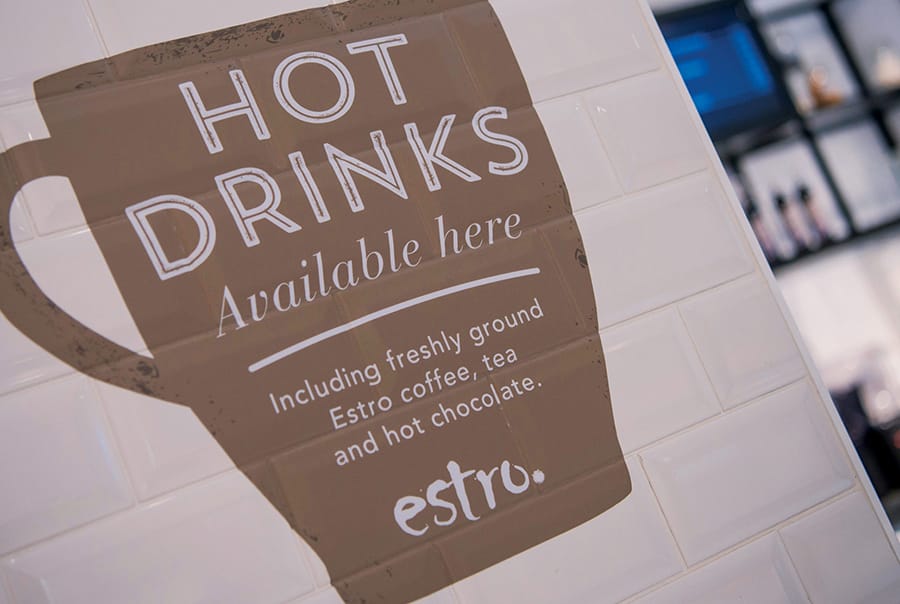 HOT
DRINKS
Available here
Including freshly ground
Estro coffee, tea
and hot chocolate.
estro.